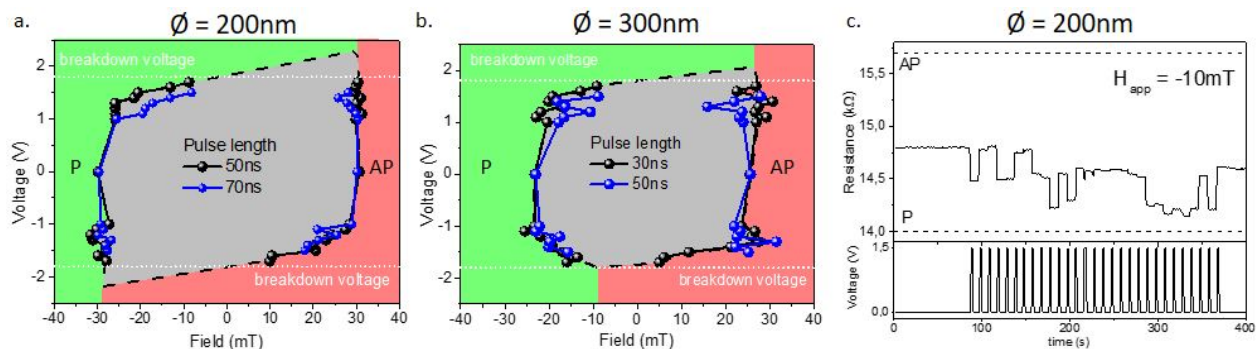 a.
Ø = 200nm
breakdown voltage
P
AP
Pulse length
50ns
70ns
breakdown voltage
Voltage (V)
2
1
0
-1
-2
-40 -30 -20 -10 0 10 20 30 40
Field (mT)
b.
Ø = 300nm
breakdown voltage
P
AP
Pulse length
30ns
50ns
breakdown voltage
Voltage (V)
2
1
0
-1
-2
-40 -30 -20 -10 0 10 20 30 40
Field (mT)
c.
Ø = 200nm
AP
H app = -10mT
P
Resistance (kΩ)
15,5
15.0
14.5
14,0
Voltage (V)
1.5
0.0
0 100 200 300 400
time (s)